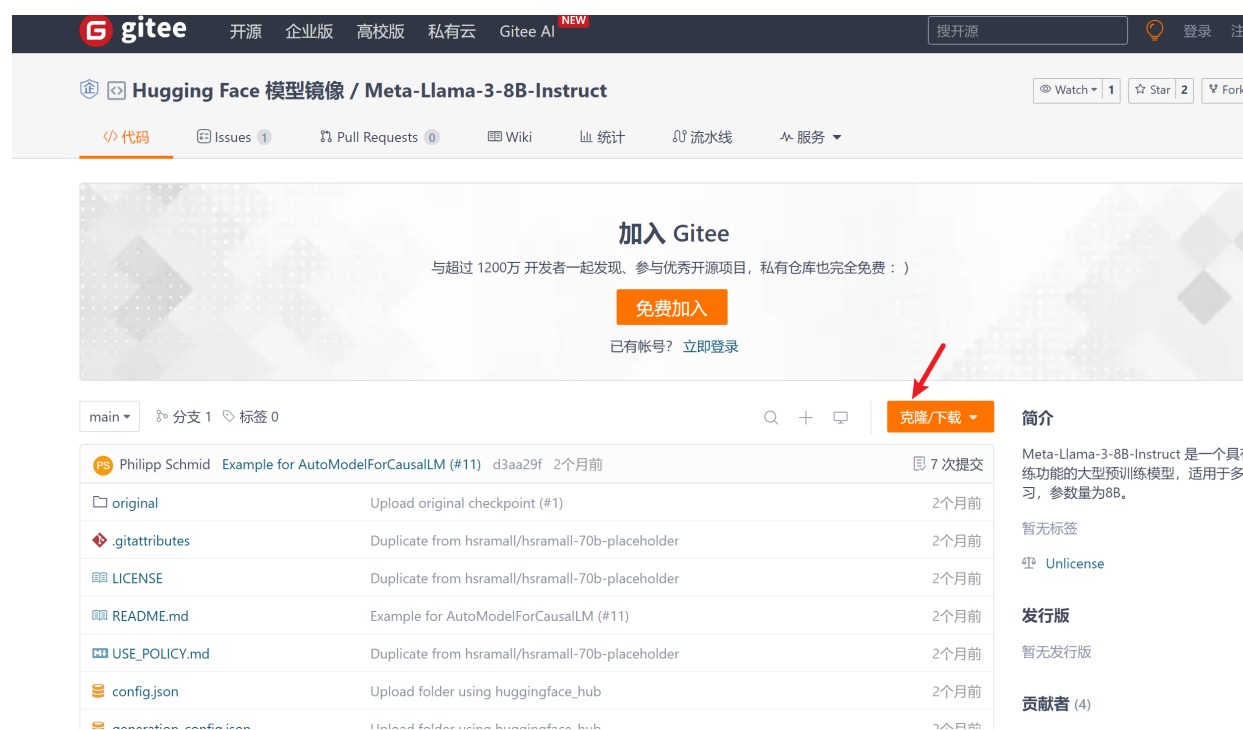 gitee 开源 企业版 高校版 私有云 Gitee AI NEW 搜开源 登录
Hugging Face 模型镜像 / Meta-Llama-3-8B-Instruct Watch 1 Star 2 Fork
代码 Issues 1 Pull Requests 0 Wiki 统计 流水线 服务
加入 Gitee
与超过 1200万 开发者一起发现、参与优秀开源项目，私有仓库也完全免费 ：）
免费加入
已有帐号？ 立即登录
main 分支 1 标签 0 克隆/下载
简介
PS Philipp Schmid Example for AutoModelForCausalLM (#11) d3aa29f 2个月前 7 次提交
Meta-Llama-3-8B-Instruct 是一个具
练功能的大型预训练模型，适用于多
习，参数量为8B。
original Upload original checkpoint (#1) 2个月前
暂无标签
.gitattributes Duplicate from hsramall/hsramall-70b-placeholder 2个月前
Unlicense
LICENSE Duplicate from hsramall/hsramall-70b-placeholder 2个月前
README.md Example for AutoModelForCausalLM (#11) 2个月前
发行版
USE_POLICY.md Duplicate from hsramall/hsramall-70b-placeholder 2个月前
暂无发行版
config.json Upload folder using huggingface_hub 2个月前
贡献者 (4)
generation_config.json Upload folder using huggingface_hub 2个月前